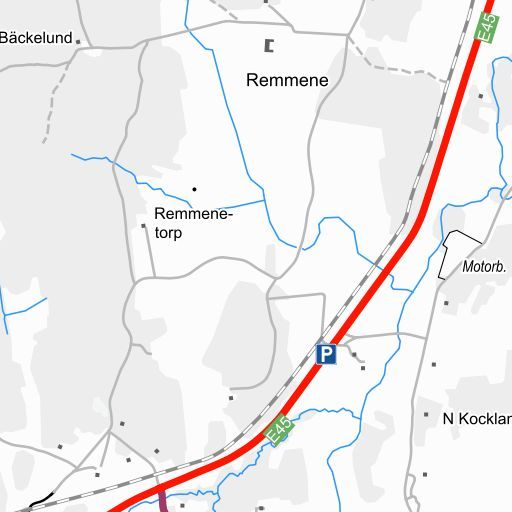 E45
Bäckelund
Remmene
Remmene-
torp
Motorb.
P
N Kocklan
E45